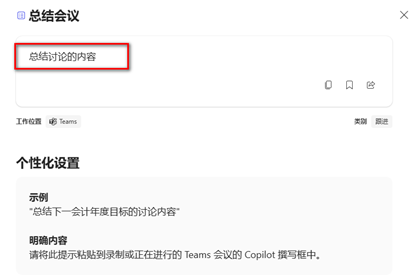 总结会议
总结讨论的内容
工作位置 Teams 类别 跟进
个性化设置
示例
"总结下一会计年度目标的讨论内容"
明确内容
请将此提示粘贴到录制或正在进行的 Teams 会议的 Copilot 撰写框中。